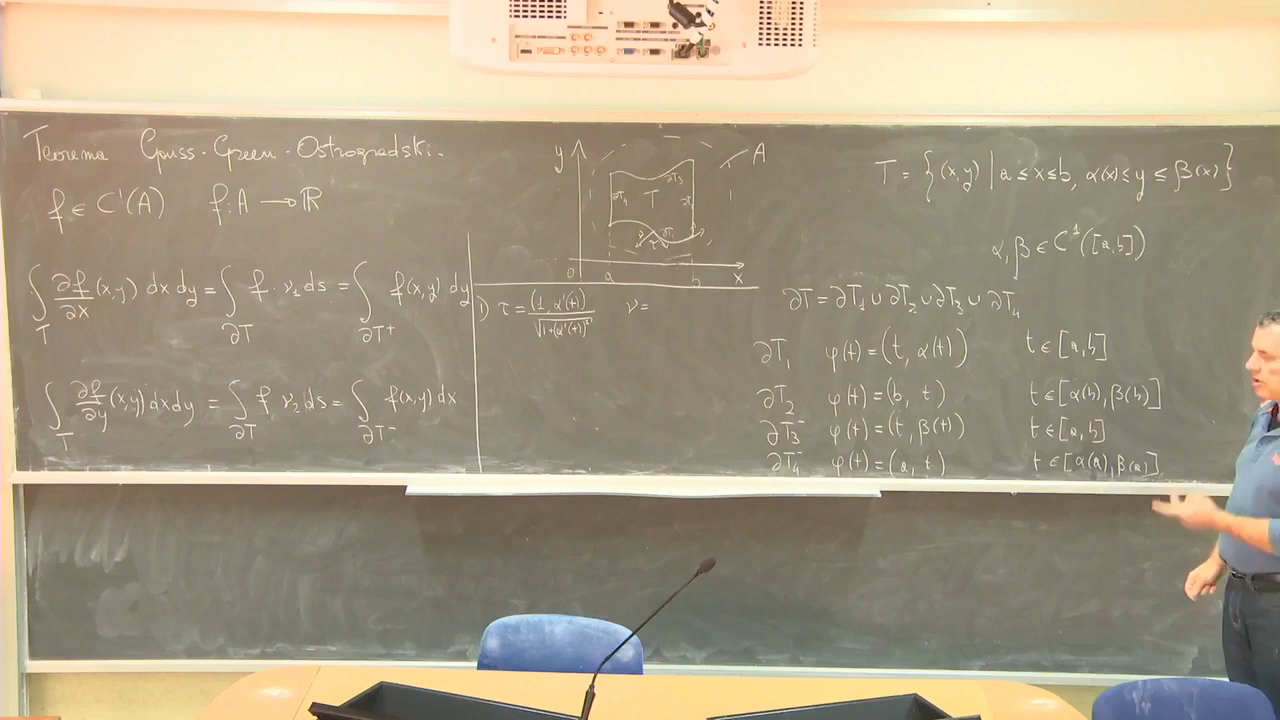 Teorema Gauss-Green-Ostrogradski.
f ∈ C¹(A)   f: A → ℝ
∫_T ∂f/∂x (x,y) dx dy = ∫_∂T f · ν₁ ds = ∫_∂T⁺ f(x,y) dy
∫_T ∂f/∂y (x,y) dx dy = ∫_∂T f · ν₂ ds = ∫_∂T⁻ f(x,y) dx
y
A
∂T₃
∂T₄ T
∂T₁
τ
0 a b x
1) τ = (1, α'(t)) / √(1+(α'(t))²)   ν =
T = {(x,y) | a ≤ x ≤ b, α(x) ≤ y ≤ β(x)}
α, β ∈ C¹([a,b])
∂T = ∂T₁ ∪ ∂T₂ ∪ ∂T₃ ∪ ∂T₄
∂T₁   φ(t) = (t, α(t))   t ∈ [a,b]
∂T₂   φ(t) = (b, t)   t ∈ [α(b), β(b)]
∂T₃⁻   φ(t) = (t, β(t))   t ∈ [a,b]
∂T₄⁻   φ(t) = (a, t)   t ∈ [α(a), β(a)]